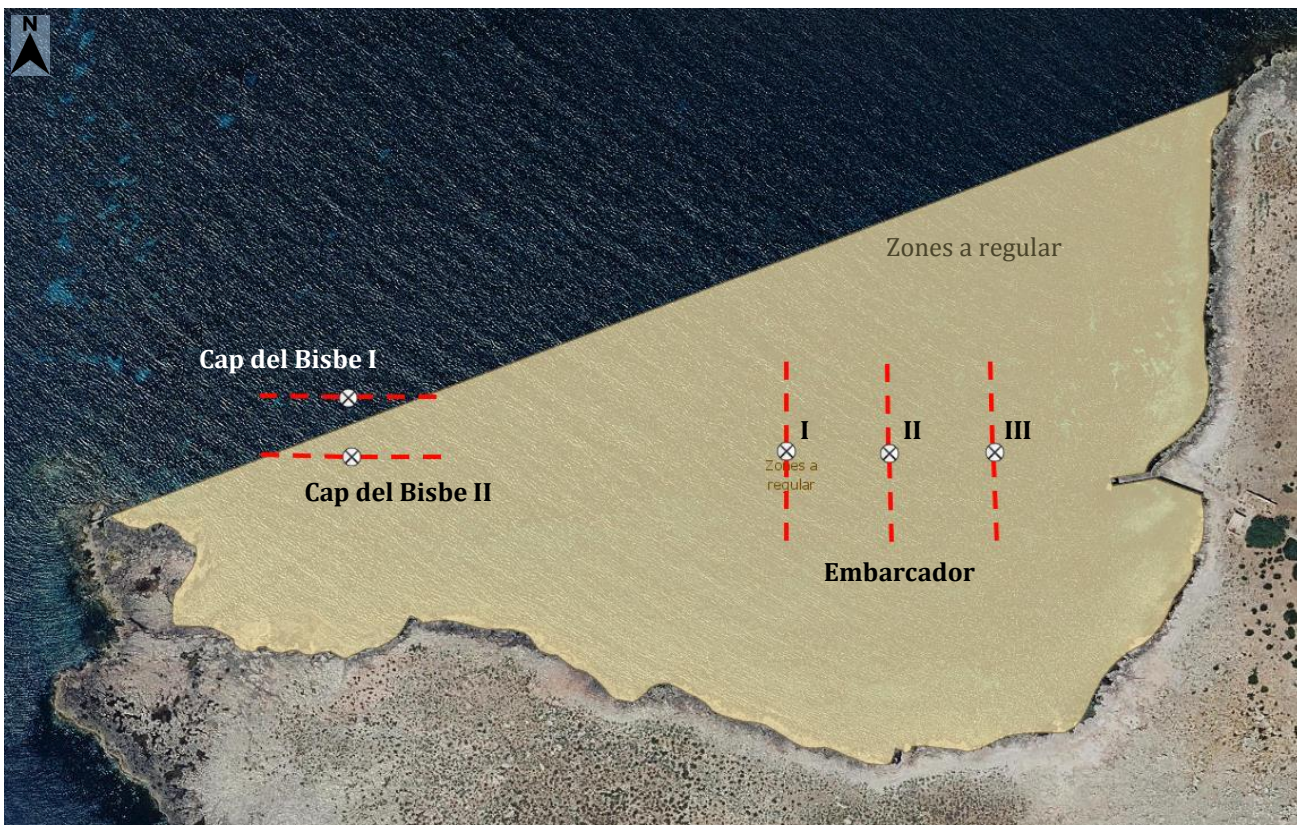 N
Zones a regular
Cap del Bisbe I
I
II
III
Zones a
regular
Cap del Bisbe II
Embarcador